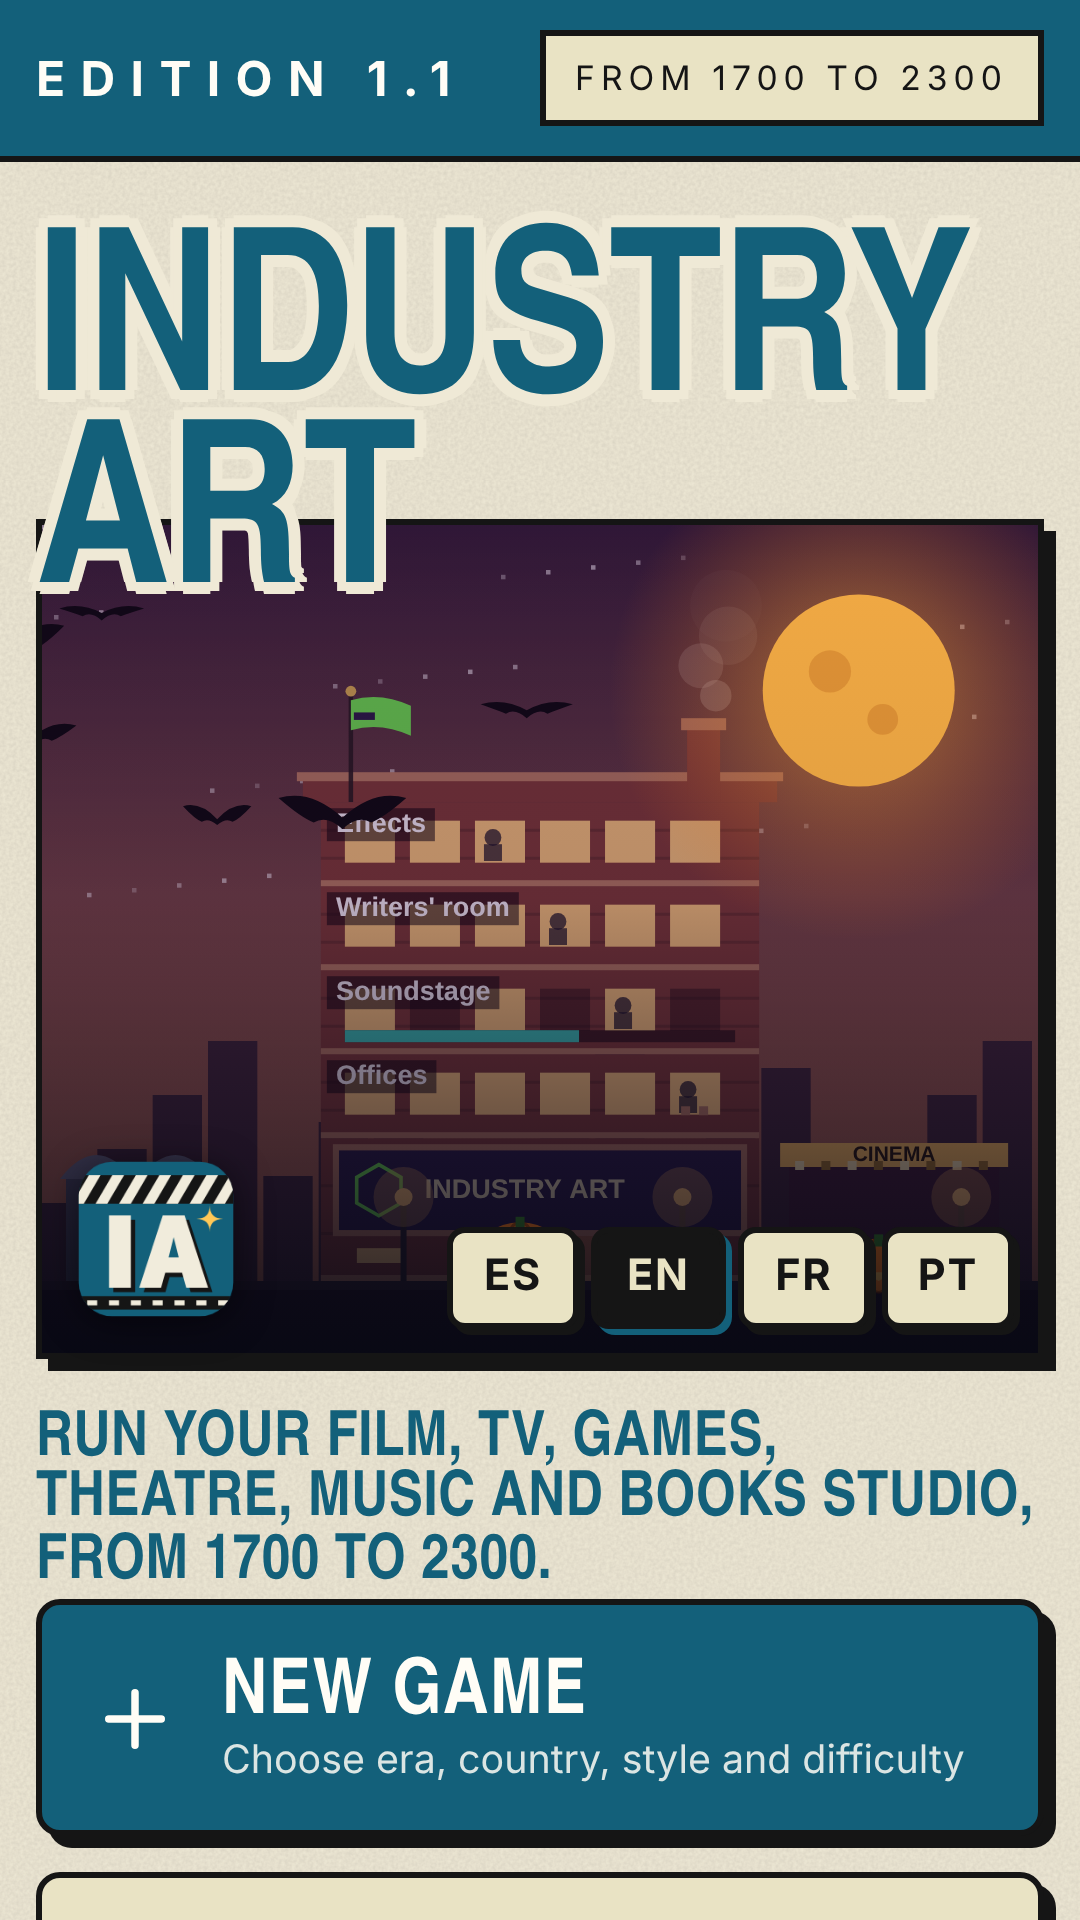 EDITION 1.1
FROM 1700 TO 2300
INDUSTRY
ART
Effects
Writers' room
Soundstage
Offices
CINEMA
INDUSTRY ART
IA
ES
EN
FR
PT
RUN YOUR FILM, TV, GAMES,
THEATRE, MUSIC AND BOOKS STUDIO,
FROM 1700 TO 2300.
NEW GAME
Choose era, country, style and difficulty